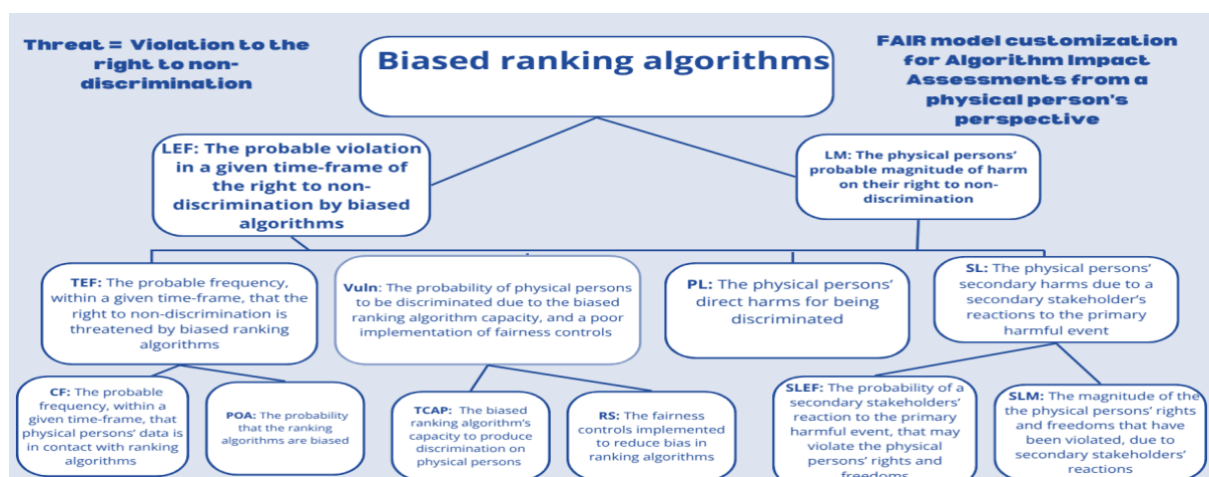 Threat = Violation to the
right to non-
discrimination
Biased ranking algorithms
FAIR model customization
for Algorithm Impact
Assessments from a
physical person's
perspective
LEF: The probable violation
in a given time-frame of
the right to non-
discrimination by biased
algorithms
LM: The physical persons'
probable magnitude of harm
on their right to non-
discrimination
TEF: The probable frequency,
within a given time-frame, that the
right to non-discrimination is
threatened by biased ranking
algorithms
Vuln: The probability of physical persons
to be discriminated due to the biased
ranking algorithm capacity, and a poor
implementation of fairness controls
PL: The physical persons'
direct harms for being
discriminated
SL: The physical persons'
secondary harms due to a
secondary stakeholder's
reactions to the primary
harmful event
CF: The probable
frequency, within a
given time-frame, that
physical persons' data is
in contact with ranking
algorithms
POA: The probability
that the ranking
algorithms are biased
TCAP: The biased
ranking algorithm's
capacity to produce
discrimination on
physical persons
RS: The fairness
controls implemented
to reduce bias in
ranking algorithms
SLEF: The probability of a
secondary stakeholders'
reaction to the primary
harmful event, that may
violate the physical
persons' rights and
freedoms
SLM: The magnitude of the
the physical persons' rights
and freedoms that have
been violated, due to
secondary stakeholders'
reactions